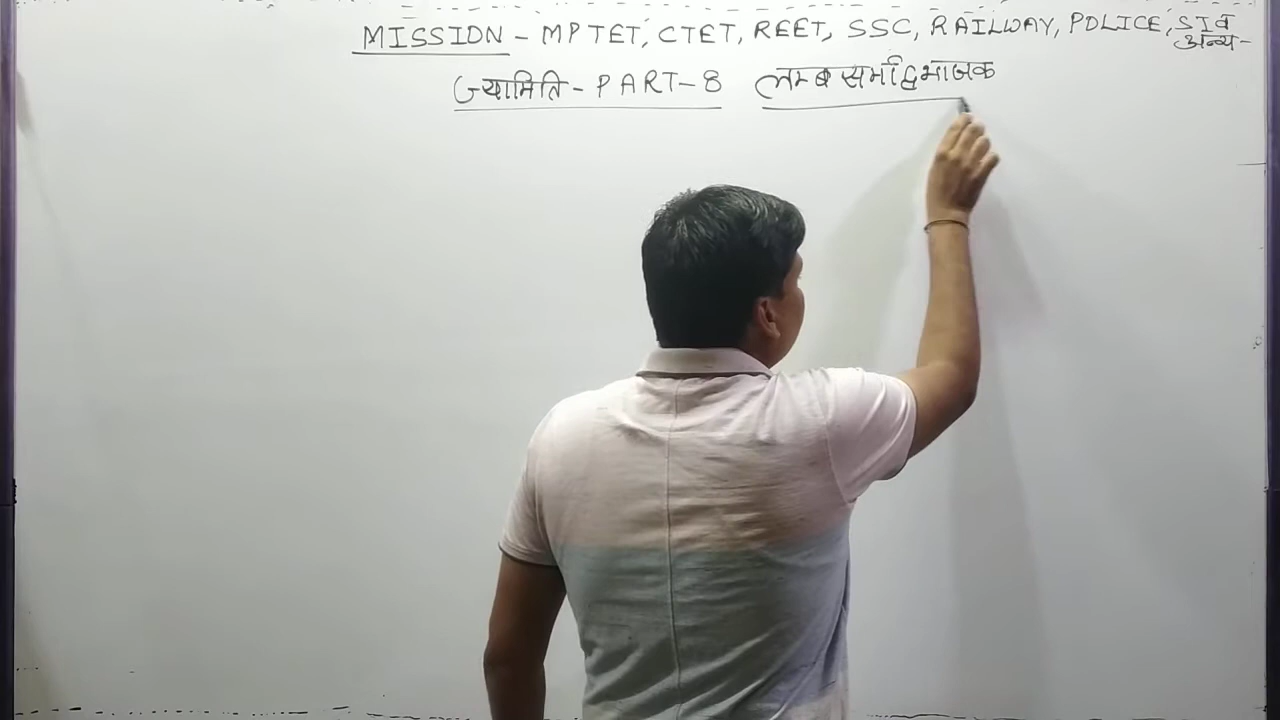 MISSION - MPTET, CTET, REET, SSC, RAILWAY, POLICE, SI व
अन्य-
ज्यामिति - PART-8 लम्ब समद्विभाजक